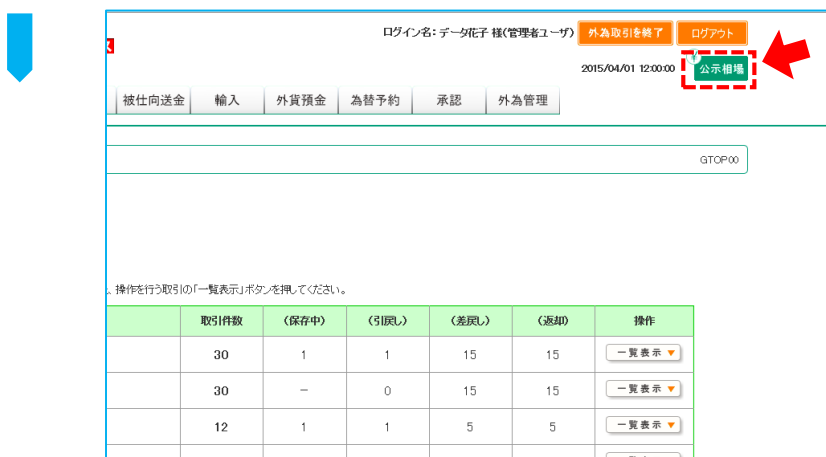 ログイン名：データ花子 様(管理者ユーザ) 外為取引を終了 ログアウト
2015/04/01 12:00:00 ¥ 公示相場
被仕向送金 輸入 外貨預金 為替予約 承認 外為管理
GTOP00
、操作を行う取引の「一覧表示」ボタンを押してください。
取引件数 (保存中) (引戻し) (差戻し) (返却) 操作
30 1 1 15 15 一覧表示▼
30 － 0 15 15 一覧表示▼
12 1 1 5 5 一覧表示▼